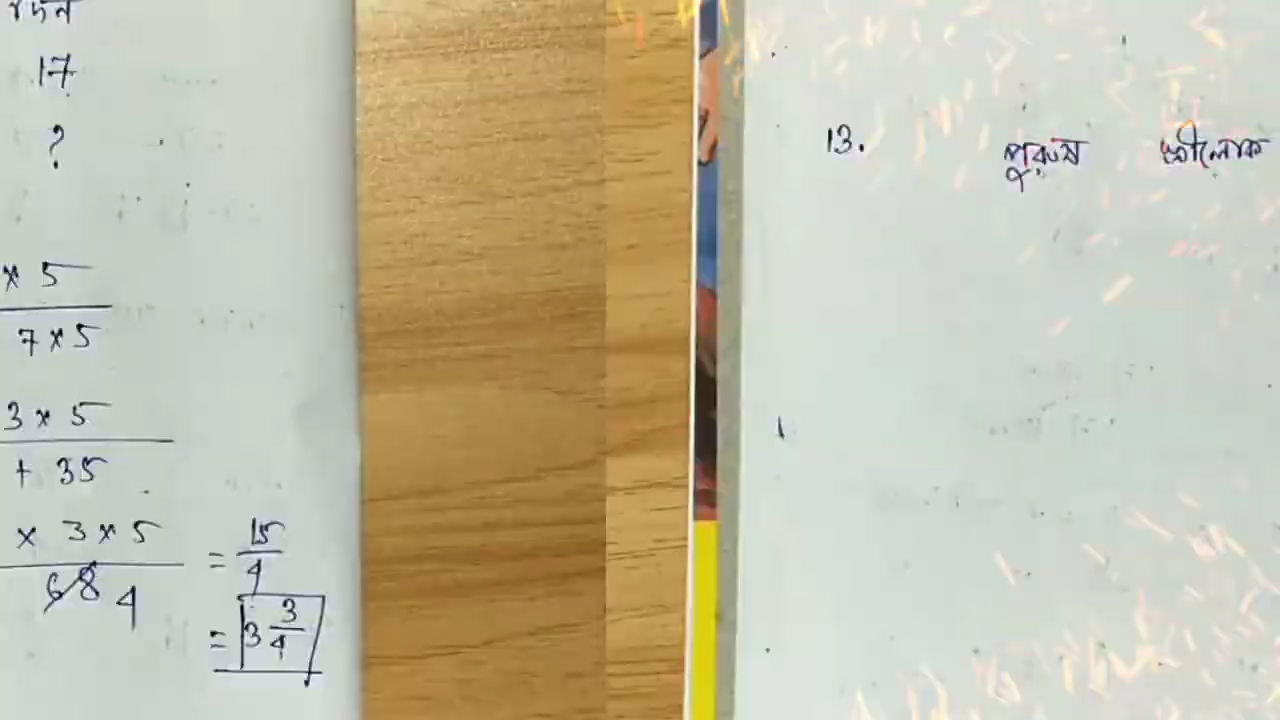 দিন
17
?
x 5
7 x 5
3 x 5
+ 35
x 3 x 5
68 4
= 15/4
= 3 3/4
13. পুরুষ স্ত্রীলোক